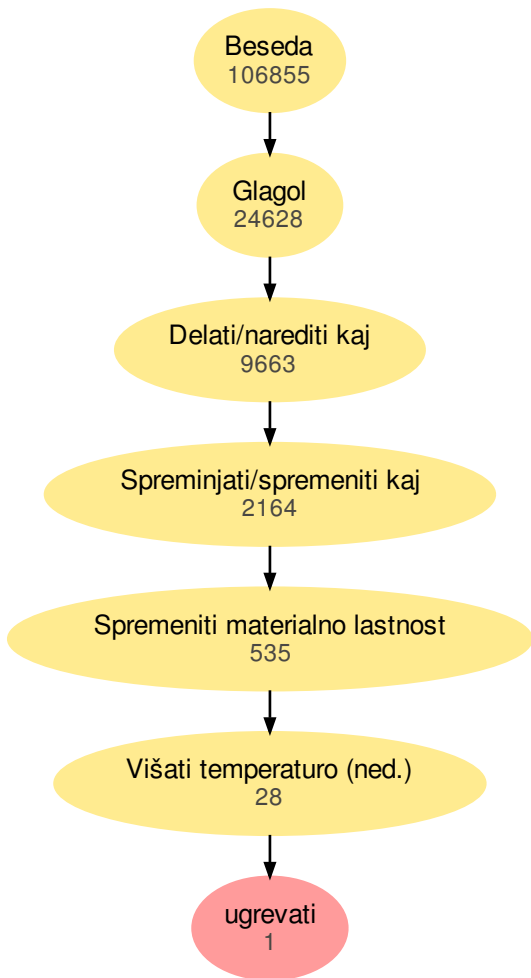 Beseda
106855
Glagol
24628
Delati/narediti kaj
9663
Spreminjati/spremeniti kaj
2164
Spremeniti materialno lastnost
535
Višati temperaturo (ned.)
28
ugrevati
1